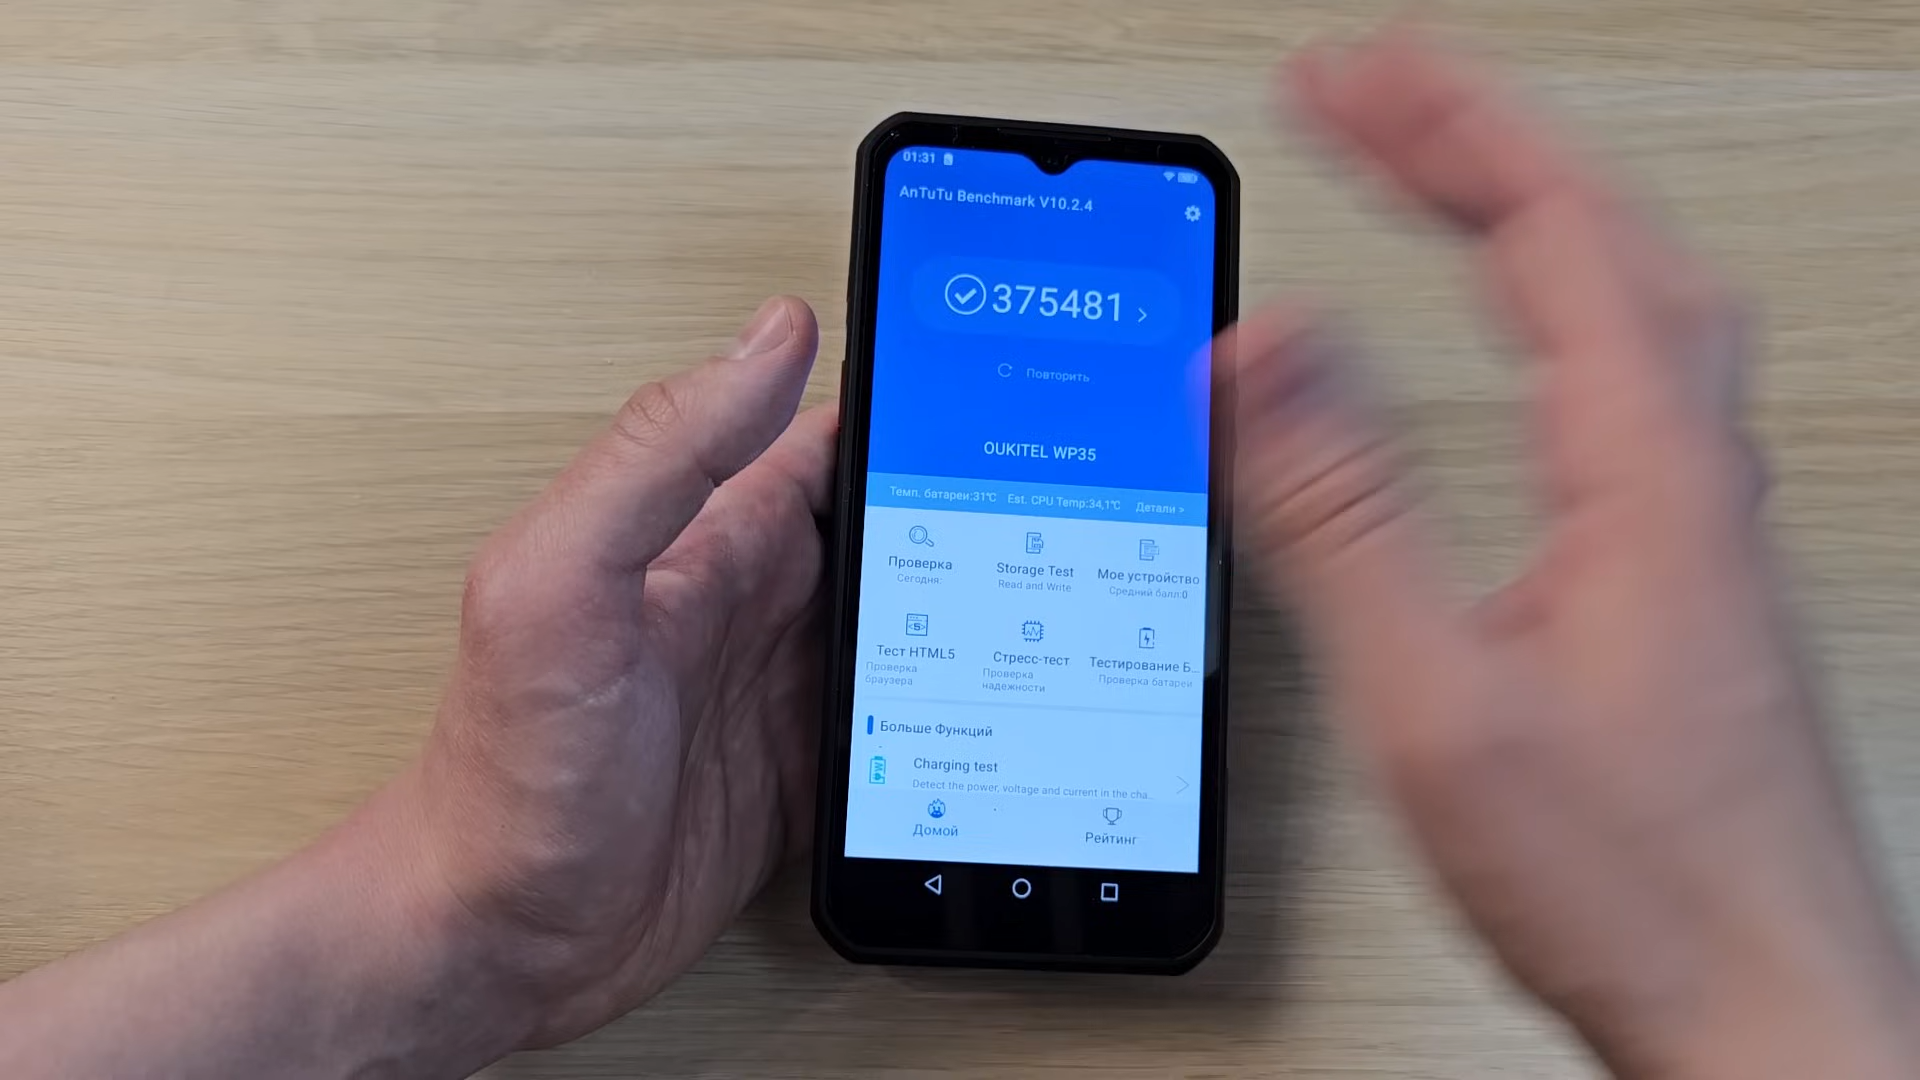 01:31
AnTuTu Benchmark V10.2.4
375481
Повторить
OUKITEL WP35
Темп. батареи:31℃ Est. CPU Temp:34,1℃ Детали >
Проверка Storage Test Мое устройство
Сегодня: Read and Write Средний балл:0
Тест HTML5 Стресс-тест Тестирование Б...
Проверка браузера Проверка надежности Проверка батареи
Больше Функций
Charging test
Detect the power, voltage and current in the cha...
Домой Рейтинг